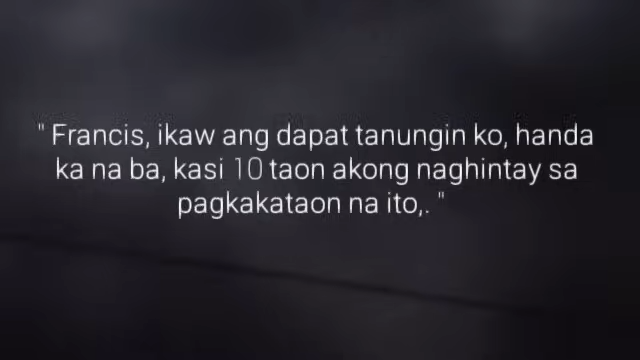 " Francis, ikaw ang dapat tanungin ko, handa
ka na ba, kasi 10 taon akong naghintay sa
pagkakataon na ito,. "